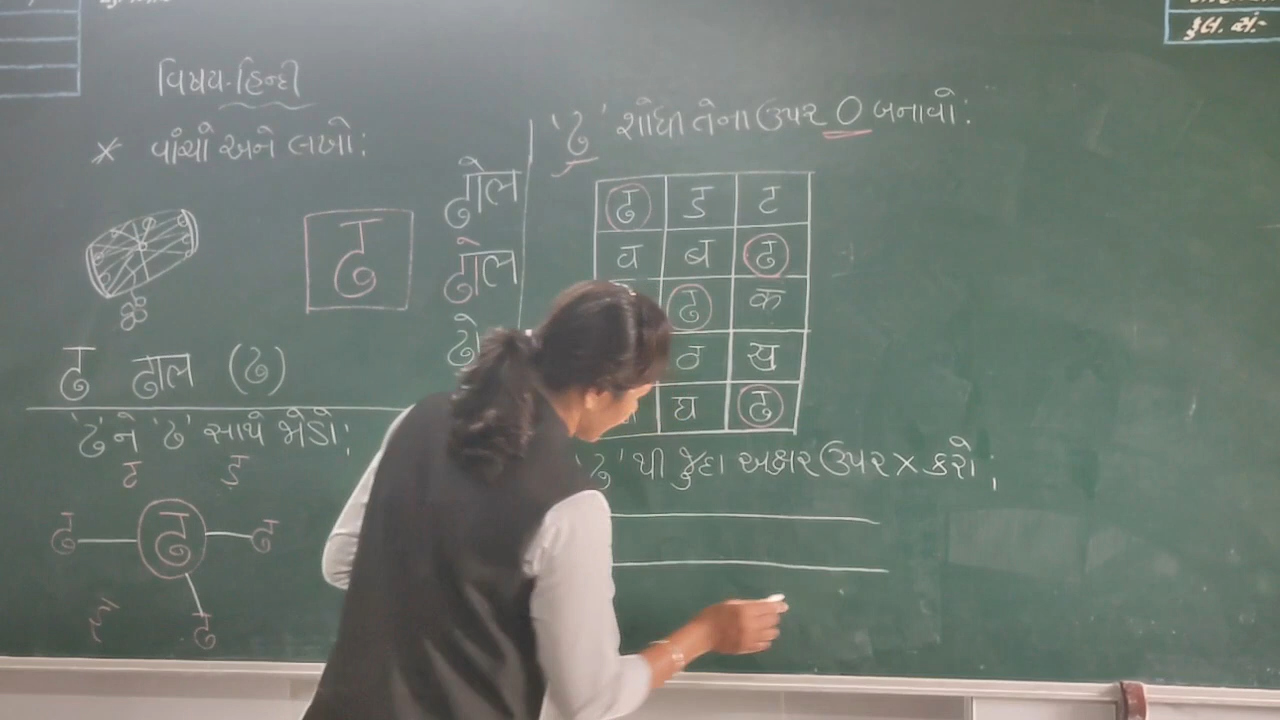 કુલ. સં:-
વિષય-હિન્દી
* વાંચો અને લખો:
ढ
ढोल
ढोल
ढ ढाल (ढ)
'ढ' ને 'ढ' સાથે જોડો:
ट ड
ढ ढ ढ
ढ
'ढ' શોધી તેના ઉપર O બનાવો:
ढ ड ट
व ब ढ
ढ क
ठ ख
घ ढ
'ढ' થી જુદા અક્ષર ઉપર X કરો: